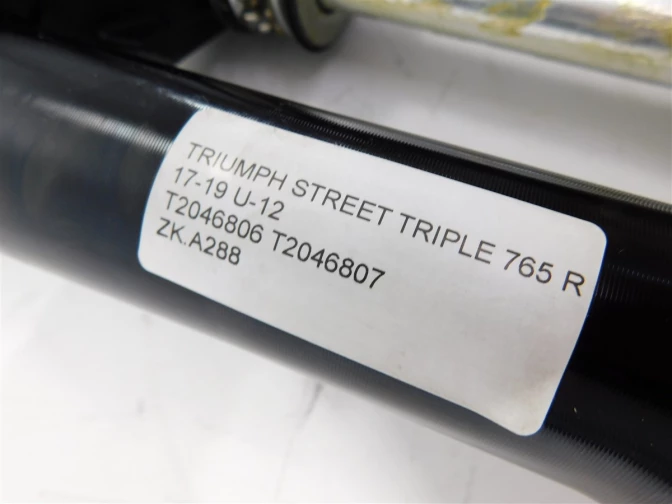 TRIUMPH STREET TRIPLE 765 R
17-19 U-12
T2046806 T2046807
ZK.A288